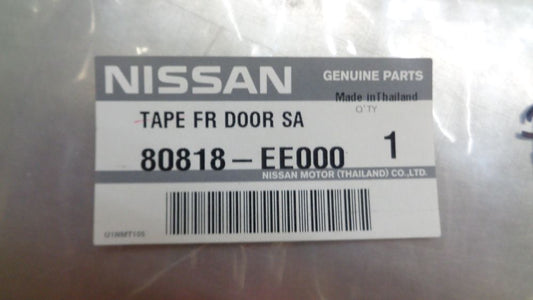 NISSAN GENUINE PARTS
Made in Thailand
Q'TY
TAPE FR DOOR SA
80818-EE000 1
NISSAN MOTOR (THAILAND) CO.,LTD.
U1NMT105